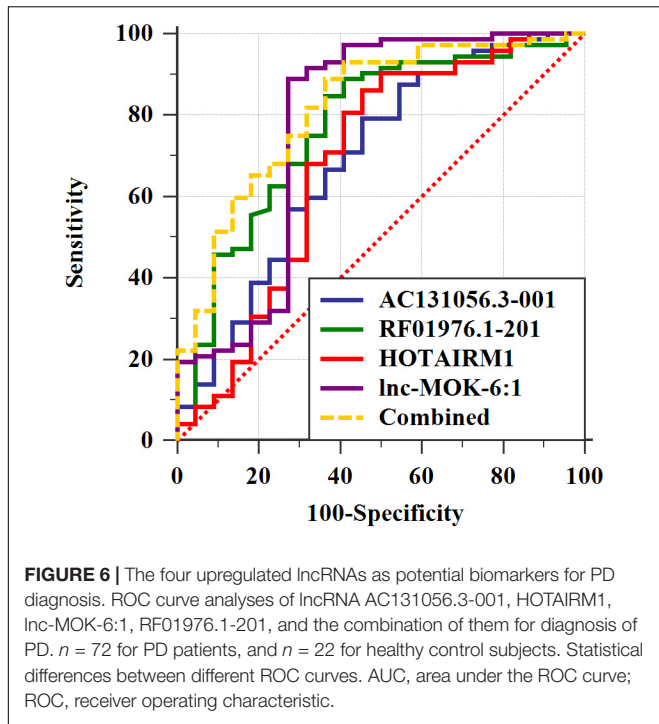 100
80
60
40
20
0
Sensitivity
AC131056.3-001
RF01976.1-201
HOTAIRM1
lnc-MOK-6:1
Combined
0 20 40 60 80 100
100-Specificity
FIGURE 6 | The four upregulated lncRNAs as potential biomarkers for PD
diagnosis. ROC curve analyses of lncRNA AC131056.3-001, HOTAIRM1,
lnc-MOK-6:1, RF01976.1-201, and the combination of them for diagnosis of
PD. n = 72 for PD patients, and n = 22 for healthy control subjects. Statistical
differences between different ROC curves. AUC, area under the ROC curve;
ROC, receiver operating characteristic.